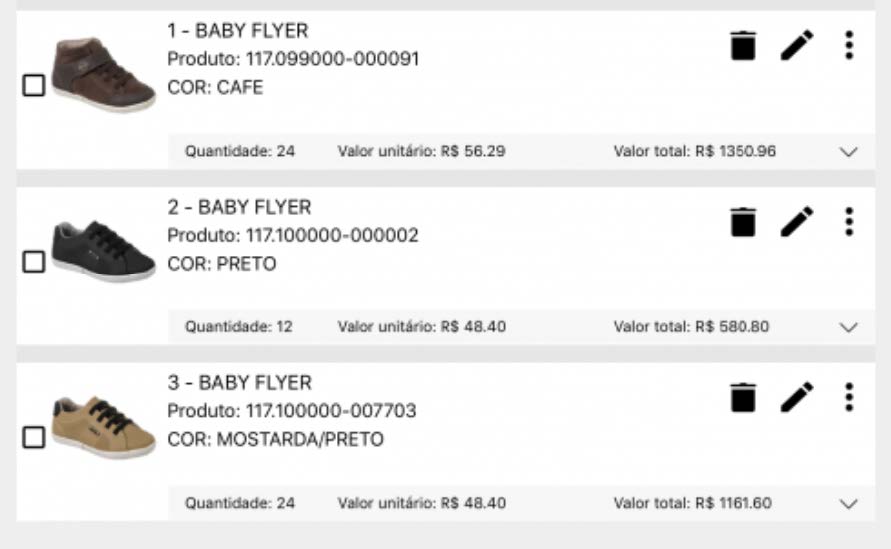 1 - BABY FLYER
Produto: 117.099000-000091
COR: CAFE
Quantidade: 24 Valor unitário: R$ 56.29 Valor total: R$ 1350.96
2 - BABY FLYER
Produto: 117.100000-000002
COR: PRETO
Quantidade: 12 Valor unitário: R$ 48.40 Valor total: R$ 580.80
3 - BABY FLYER
Produto: 117.100000-007703
COR: MOSTARDA/PRETO
Quantidade: 24 Valor unitário: R$ 48.40 Valor total: R$ 1161.60